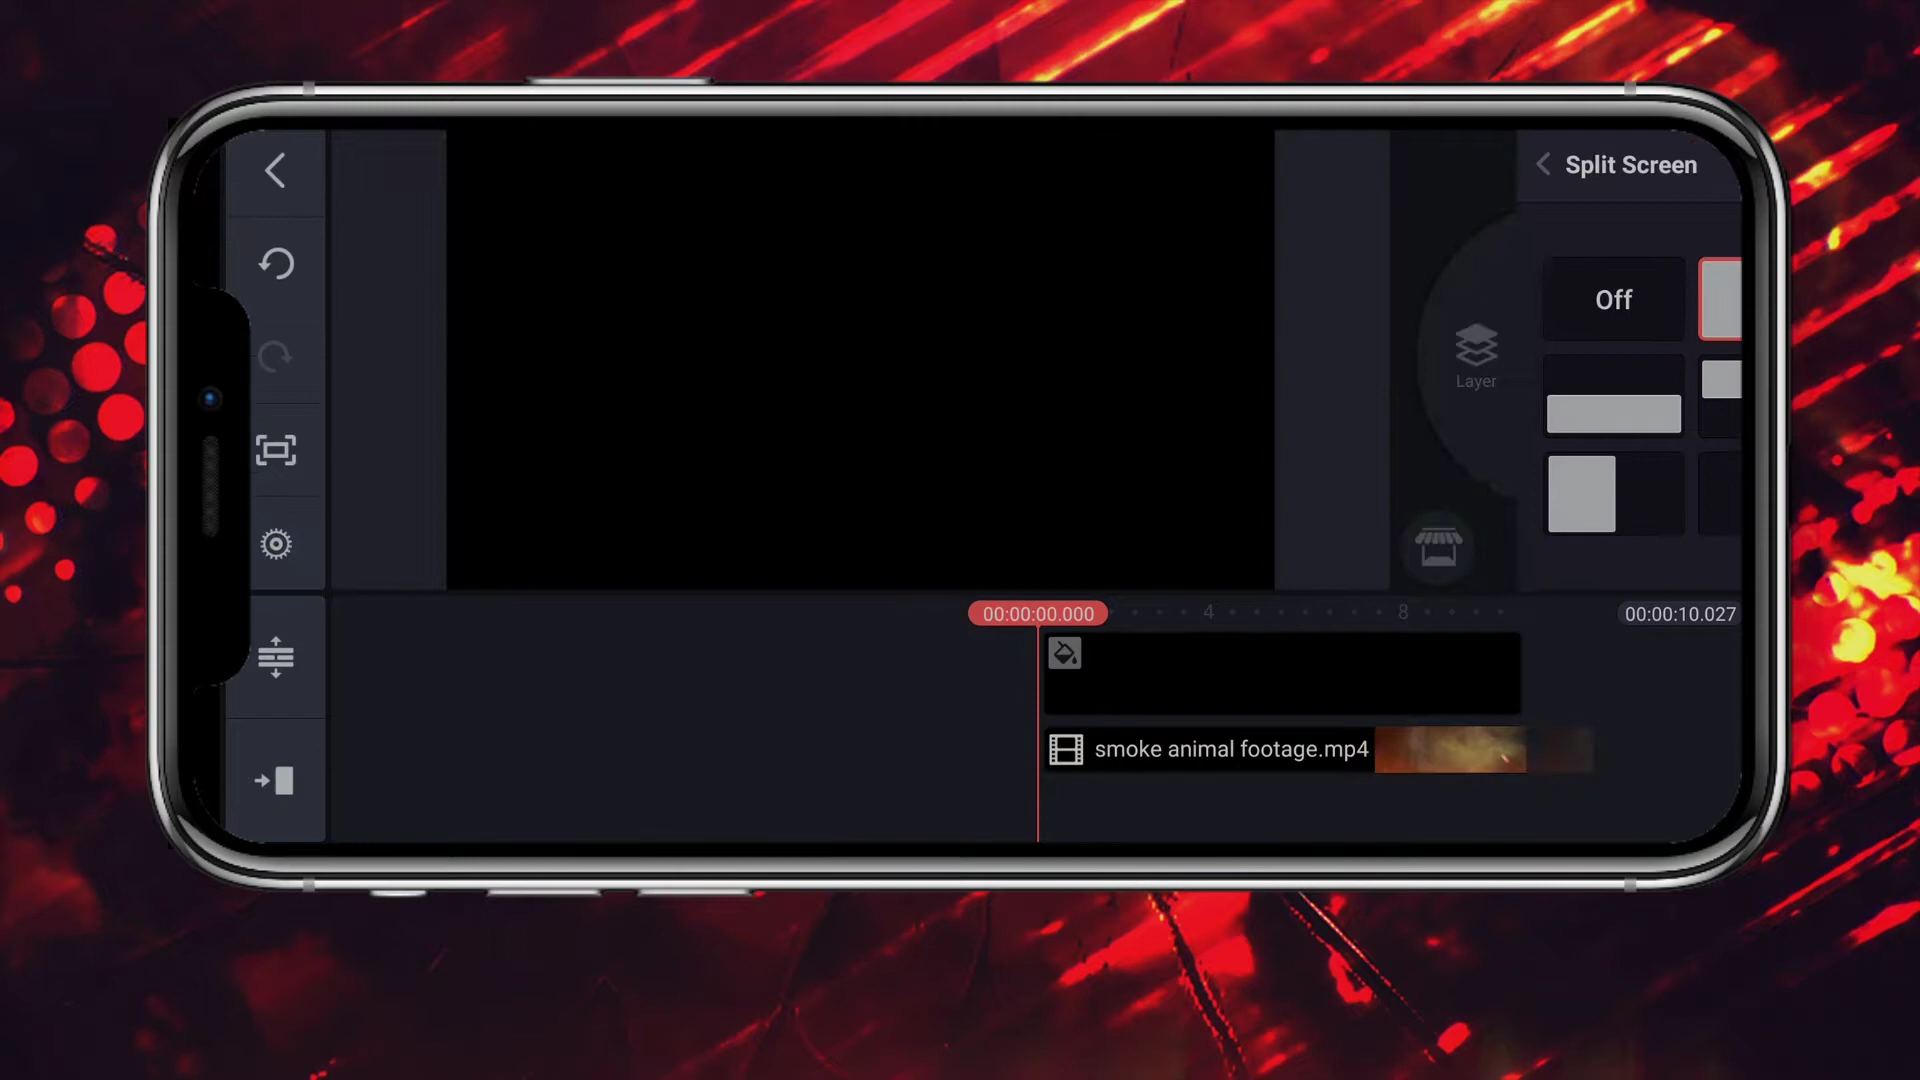 Split Screen
Off
Layer
00:00:00.000
4
8
00:00:10.027
smoke animal footage.mp4